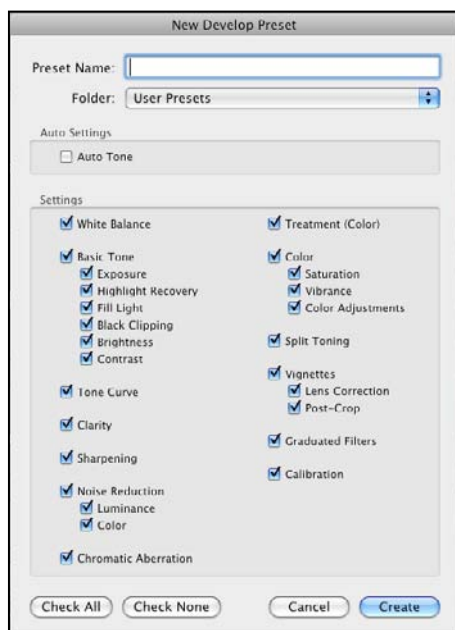 New Develop Preset
Preset Name:
Folder: User Presets
Auto Settings
Auto Tone
Settings
White Balance
Basic Tone
Exposure
Highlight Recovery
Fill Light
Black Clipping
Brightness
Contrast
Tone Curve
Clarity
Sharpening
Noise Reduction
Luminance
Color
Chromatic Aberration
Treatment (Color)
Color
Saturation
Vibrance
Color Adjustments
Split Toning
Vignettes
Lens Correction
Post-Crop
Graduated Filters
Calibration
Check All Check None Cancel Create